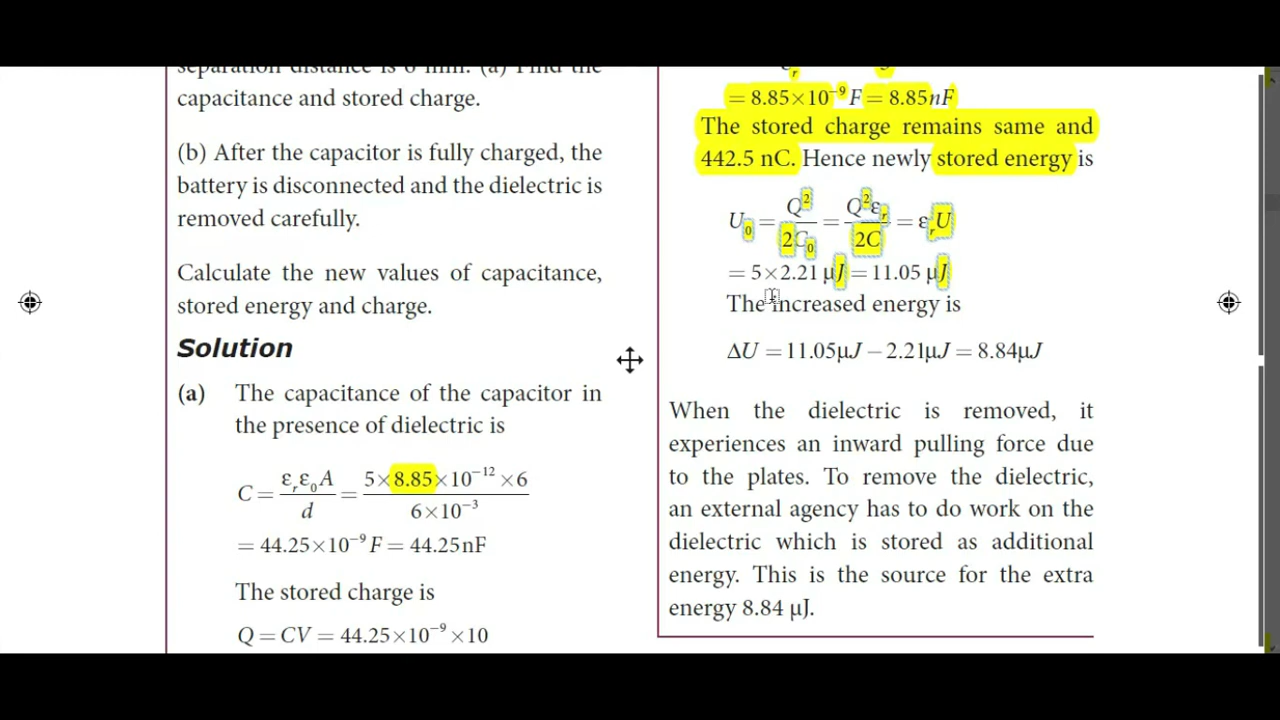 separation distance is 6 mm. (a) Find the
capacitance and stored charge.
(b) After the capacitor is fully charged, the
battery is disconnected and the dielectric is
removed carefully.
Calculate the new values of capacitance,
stored energy and charge.
Solution
(a) The capacitance of the capacitor in
the presence of dielectric is
C = εᵣε₀A / d = 5×8.85×10⁻¹²×6 / 6×10⁻³
= 44.25×10⁻⁹ F = 44.25nF
The stored charge is
Q = CV = 44.25×10⁻⁹ ×10
= 8.85×10⁻⁹ F = 8.85nF
The stored charge remains same and
442.5 nC. Hence newly stored energy is
U₀ = Q² / 2C₀ = Q²εᵣ / 2C = εᵣU
= 5×2.21 μJ = 11.05 μJ
The increased energy is
ΔU = 11.05μJ − 2.21μJ = 8.84μJ
When the dielectric is removed, it
experiences an inward pulling force due
to the plates. To remove the dielectric,
an external agency has to do work on the
dielectric which is stored as additional
energy. This is the source for the extra
energy 8.84 μJ.